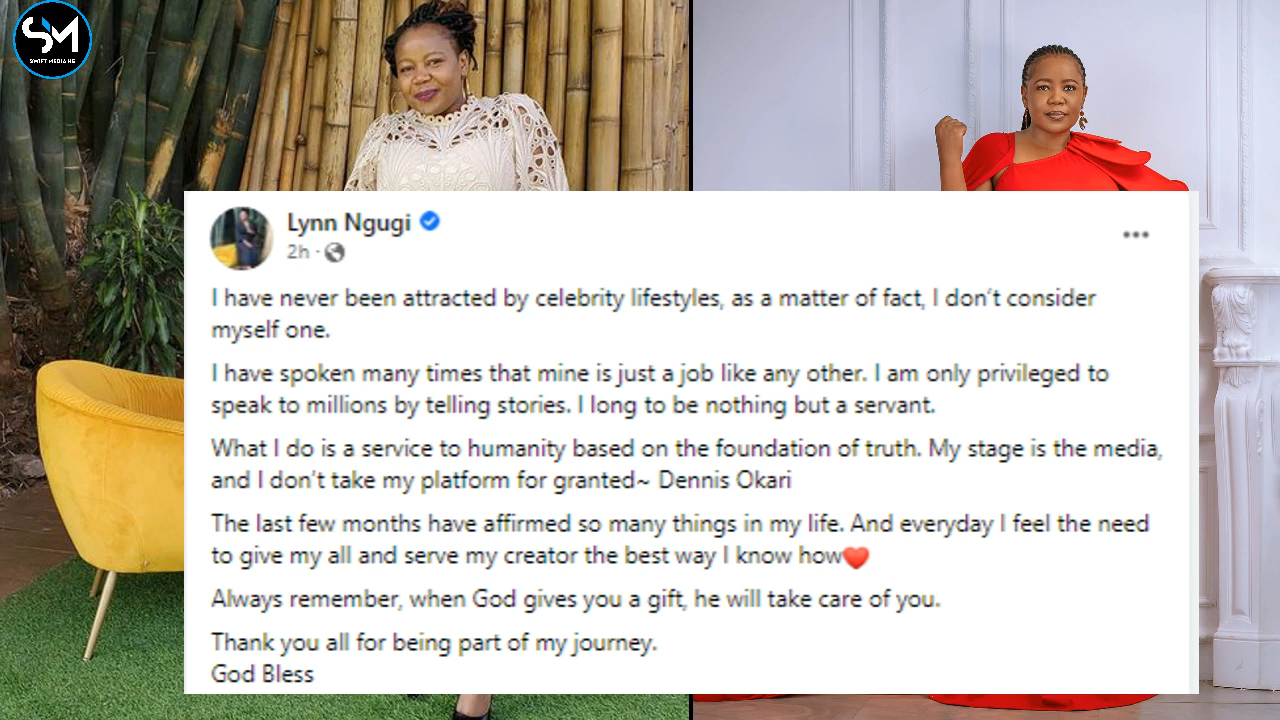 SM
SWIFT MEDIA KE
Lynn Ngugi
2h ·
I have never been attracted by celebrity lifestyles, as a matter of fact, I don't consider
myself one.
I have spoken many times that mine is just a job like any other. I am only privileged to
speak to millions by telling stories. I long to be nothing but a servant.
What I do is a service to humanity based on the foundation of truth. My stage is the media,
and I don't take my platform for granted~ Dennis Okari
The last few months have affirmed so many things in my life. And everyday I feel the need
to give my all and serve my creator the best way I know how❤️
Always remember, when God gives you a gift, he will take care of you.
Thank you all for being part of my journey.
God Bless